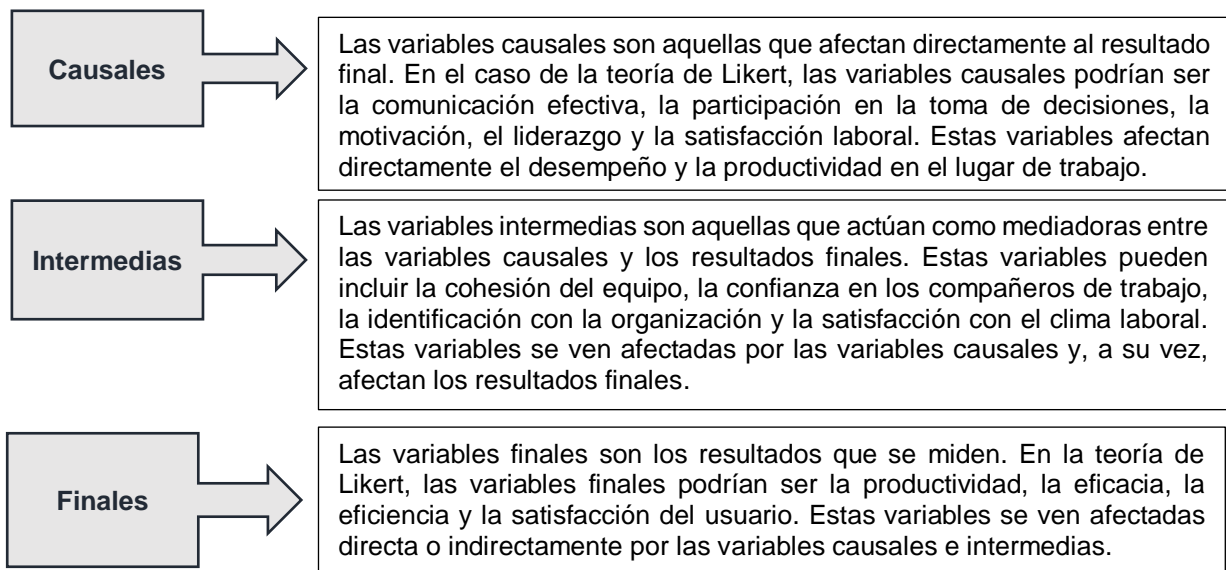 Causales
Las variables causales son aquellas que afectan directamente al resultado
final. En el caso de la teoría de Likert, las variables causales podrían ser
la comunicación efectiva, la participación en la toma de decisiones, la
motivación, el liderazgo y la satisfacción laboral. Estas variables afectan
directamente el desempeño y la productividad en el lugar de trabajo.
Intermedias
Las variables intermedias son aquellas que actúan como mediadoras entre
las variables causales y los resultados finales. Estas variables pueden
incluir la cohesión del equipo, la confianza en los compañeros de trabajo,
la identificación con la organización y la satisfacción con el clima laboral.
Estas variables se ven afectadas por las variables causales y, a su vez,
afectan los resultados finales.
Finales
Las variables finales son los resultados que se miden. En la teoría de
Likert, las variables finales podrían ser la productividad, la eficacia, la
eficiencia y la satisfacción del usuario. Estas variables se ven afectadas
directa o indirectamente por las variables causales e intermedias.